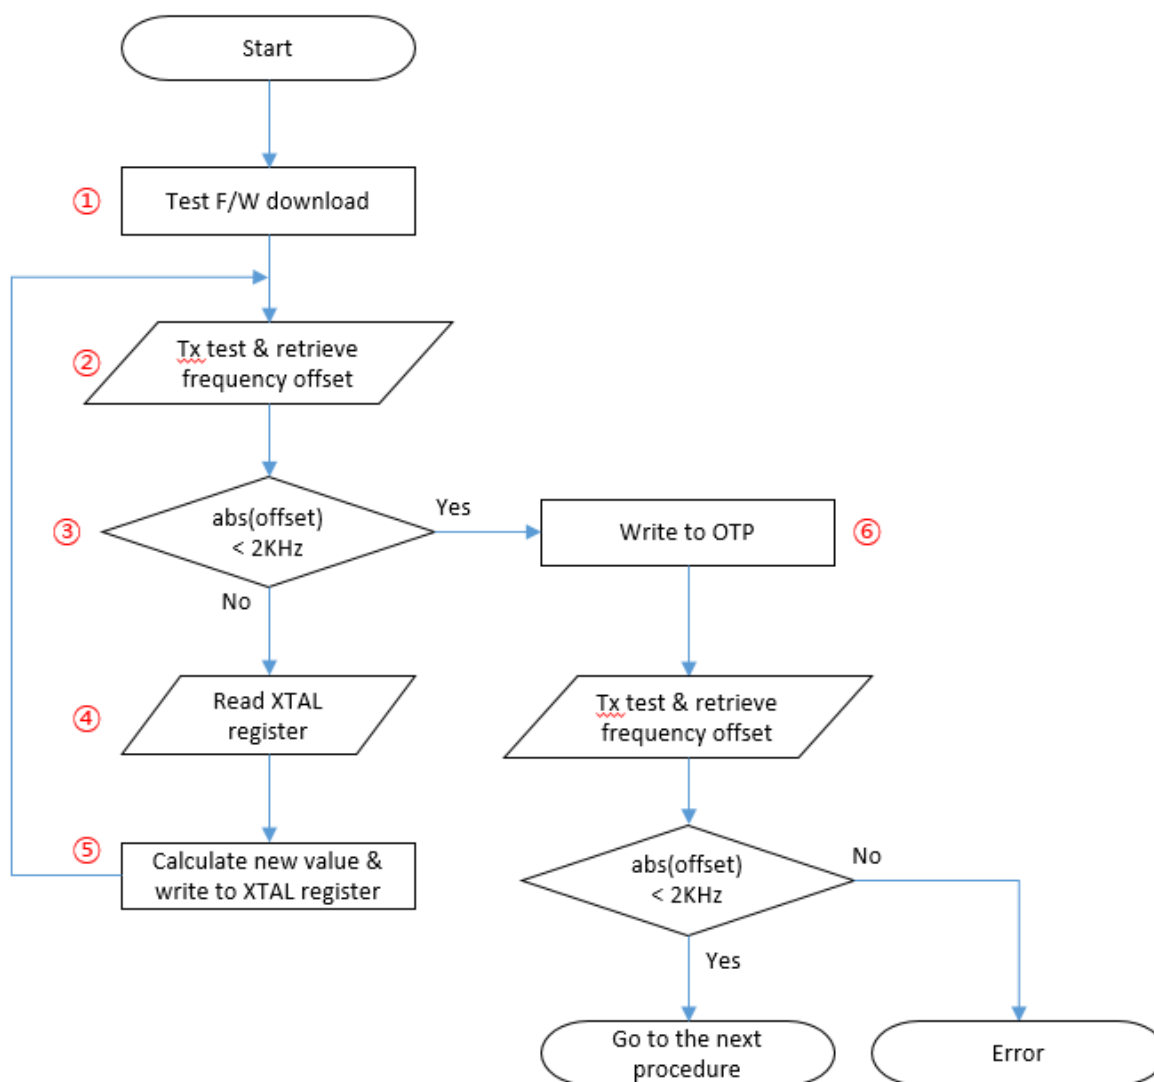 Start
①
Test F/W download
②
Tx test & retrieve
frequency offset
③
abs(offset)
< 2KHz
Yes
No
Write to OTP
⑥
④
Read XTAL
register
Tx test & retrieve
frequency offset
⑤
Calculate new value &
write to XTAL register
abs(offset)
< 2KHz
No
Yes
Go to the next
procedure
Error